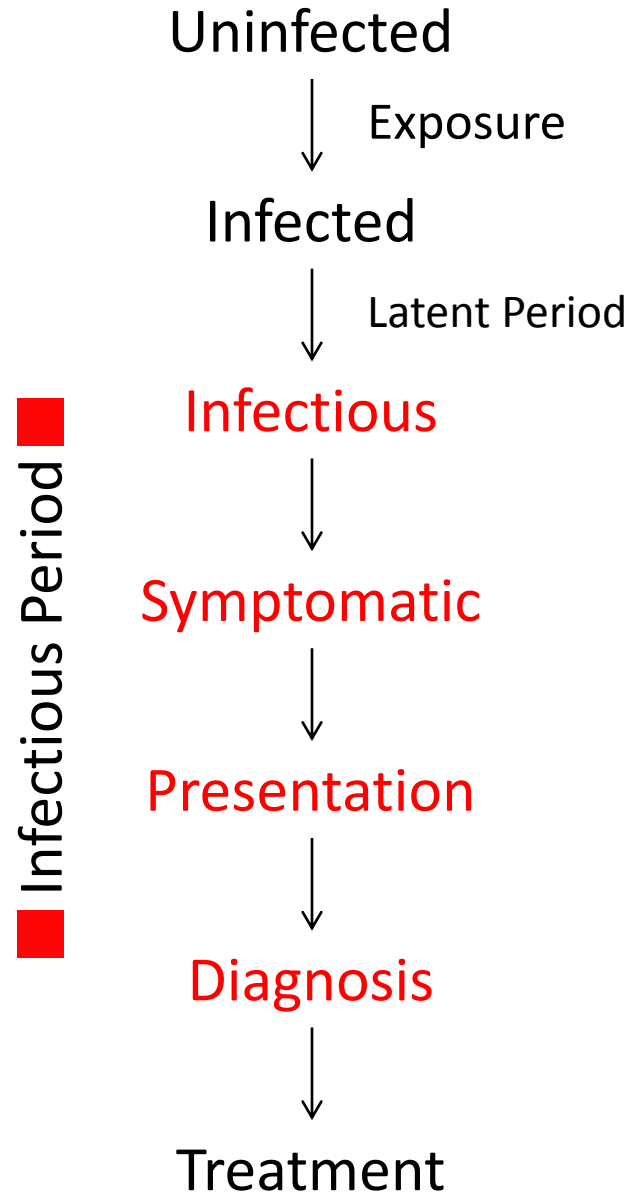 Uninfected
Exposure
Infected
Latent Period
Infectious
Infectious Period
Symptomatic
Presentation
Diagnosis
Treatment